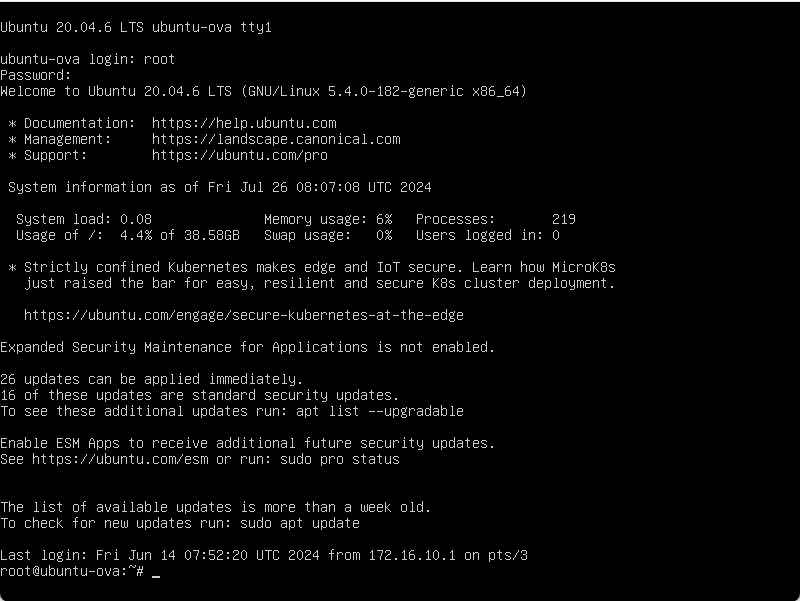 Ubuntu 20.04.6 LTS ubuntu-ova tty1
ubuntu-ova login: root
Password:
Welcome to Ubuntu 20.04.6 LTS (GNU/Linux 5.4.0-182-generic x86_64)
* Documentation:  https://help.ubuntu.com
* Management:     https://landscape.canonical.com
* Support:        https://ubuntu.com/pro
System information as of Fri Jul 26 08:07:08 UTC 2024
System load: 0.08              Memory usage: 6%   Processes:       219
Usage of /:  4.4% of 38.58GB   Swap usage:   0%   Users logged in: 0
* Strictly confined Kubernetes makes edge and IoT secure. Learn how MicroK8s
just raised the bar for easy, resilient and secure K8s cluster deployment.
https://ubuntu.com/engage/secure-kubernetes-at-the-edge
Expanded Security Maintenance for Applications is not enabled.
26 updates can be applied immediately.
16 of these updates are standard security updates.
To see these additional updates run: apt list --upgradable
Enable ESM Apps to receive additional future security updates.
See https://ubuntu.com/esm or run: sudo pro status
The list of available updates is more than a week old.
To check for new updates run: sudo apt update
Last login: Fri Jun 14 07:52:20 UTC 2024 from 172.16.10.1 on pts/3
root@ubuntu-ova:~# _